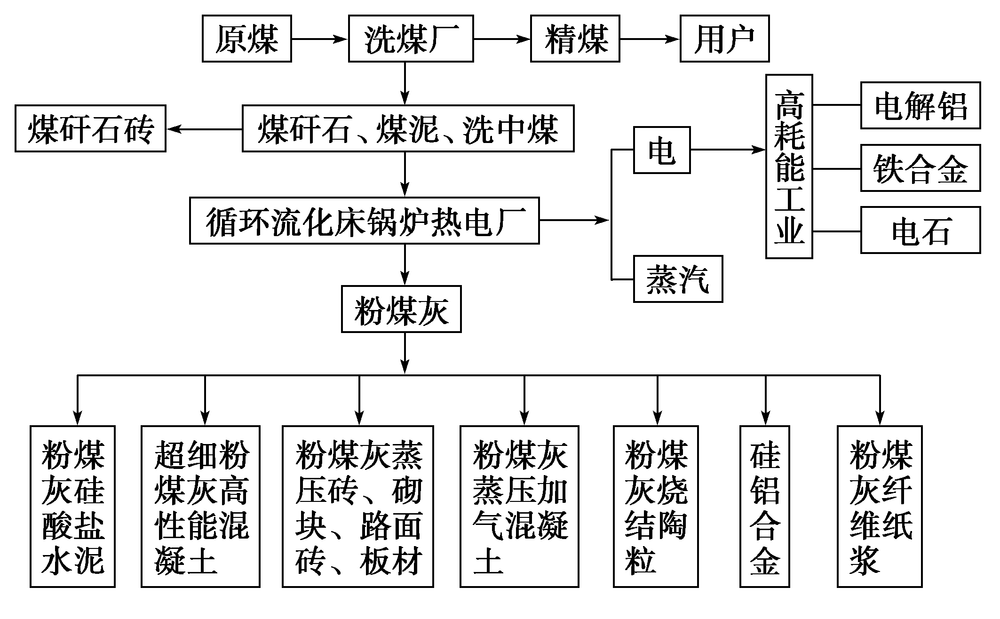 原煤
洗煤厂
精煤
用户
煤矸石砖
煤矸石、煤泥、洗中煤
电
高
耗
能
工
业
电解铝
铁合金
电石
循环流化床锅炉热电厂
蒸汽
粉煤灰
粉煤
灰硅
酸盐
水泥
超细粉
煤灰高
性能混
凝土
粉煤灰蒸
压砖、砌
块、路面
砖、板材
粉煤灰
蒸压加
气混凝
土
粉煤
灰烧
结陶
粒
硅
铝
合
金
粉煤
灰纤
维纸
浆